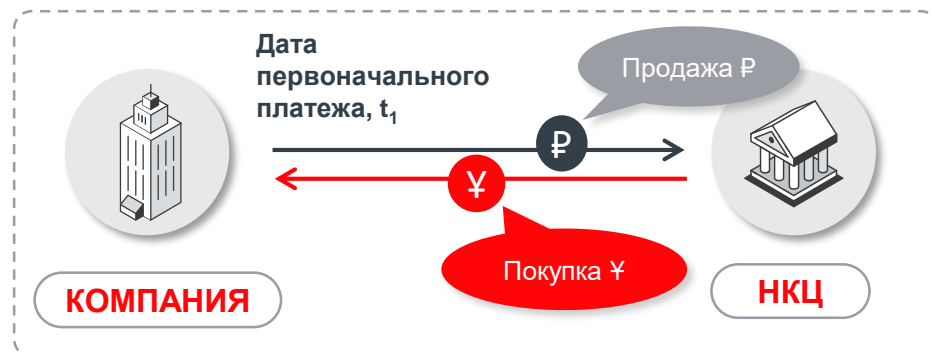 Дата
первоначального
платежа, t₁
Продажа ₽
₽
¥
Покупка ¥
КОМПАНИЯ
НКЦ